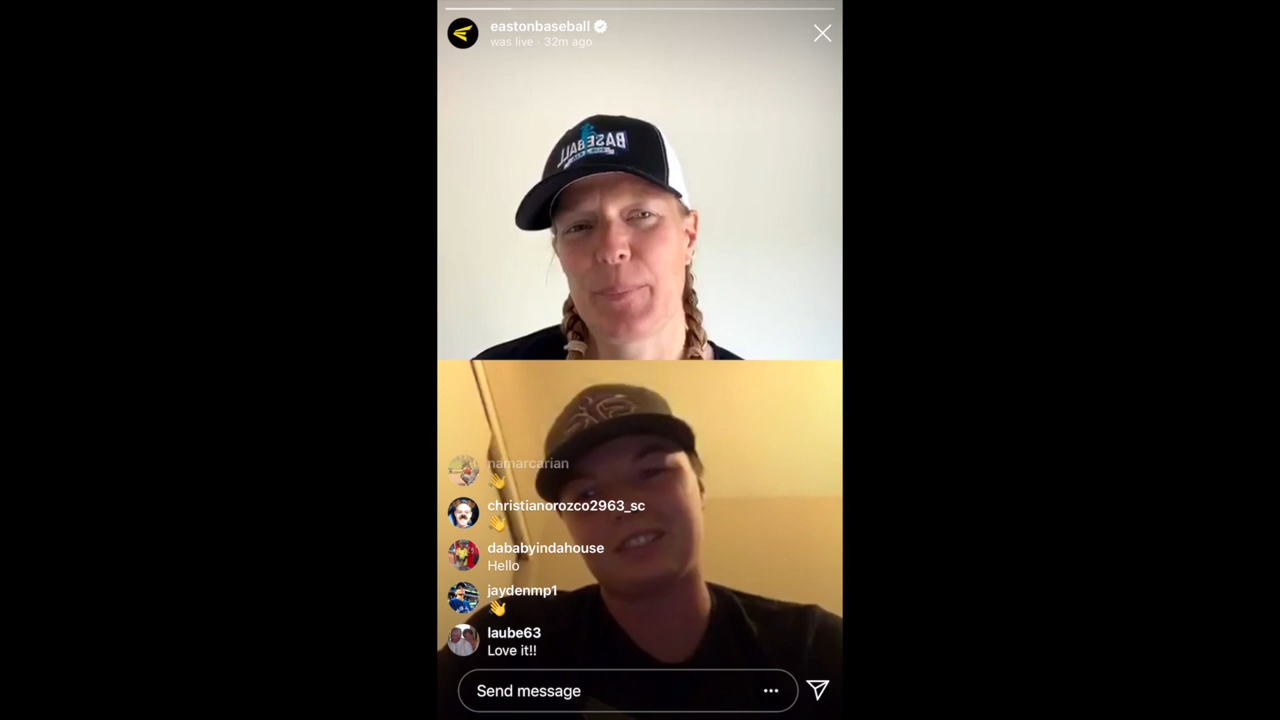 eastonbaseball
was live · 32m ago
BASEBALL
namarcarian
👋
christianorozco2963_sc
👋
dababyindahouse
Hello
jaydenmp1
👋
laube63
Love it!!
Send message